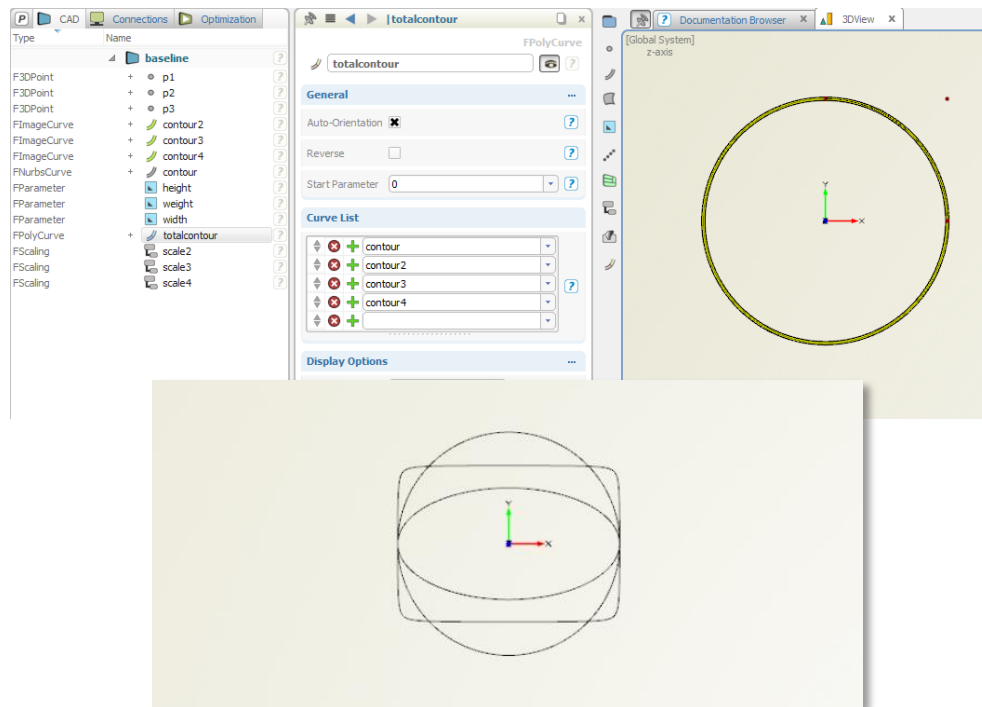 P CAD Connections Optimization
Type Name
baseline ?
F3DPoint + p1 ?
F3DPoint + p2 ?
F3DPoint + p3 ?
FImageCurve + contour2 ?
FImageCurve + contour3 ?
FImageCurve + contour4 ?
FNurbsCurve + contour ?
FParameter height ?
FParameter weight ?
FParameter width ?
FPolyCurve + totalcontour ?
FScaling scale2 ?
FScaling scale3 ?
FScaling scale4 ?
|totalcontour x
FPolyCurve
totalcontour ?
General ...
Auto-Orientation ?
Reverse ?
Start Parameter 0 ?
Curve List
contour
contour2
contour3 ?
contour4
Display Options ...
? Documentation Browser x 3DView x
[Global System]
z-axis
Y
X
Y
X